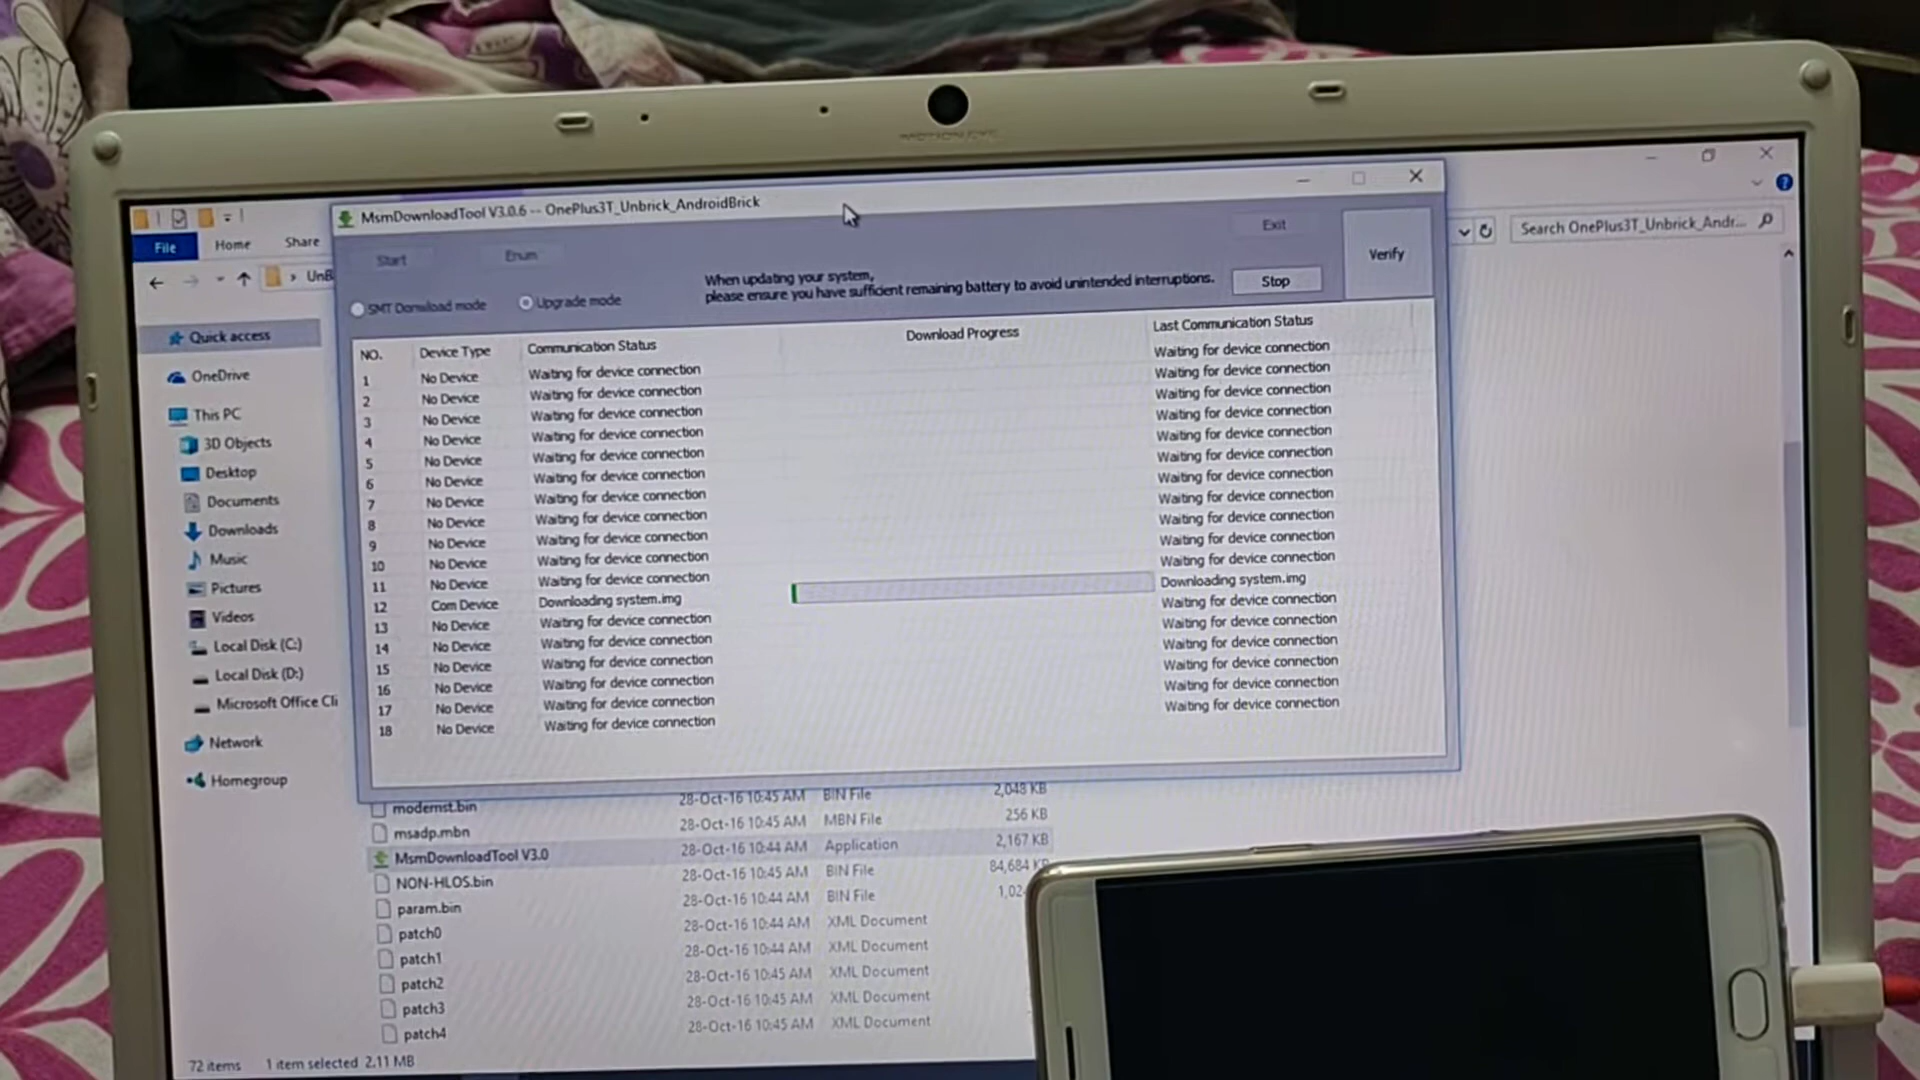 MsmDownloadTool V3.0.6 -- OnePlus3T_Unbrick_AndroidBrick
File Home Share
Search OnePlus3T_Unbrick_Andr...
Start Enum Exit
Verify
When updating your system,
please ensure you have sufficient remaining battery to avoid unintended interruptions.
Stop
SMT Donwload mode Upgrade mode
Quick access
OneDrive
This PC
3D Objects
Desktop
Documents
Downloads
Music
Pictures
Videos
Local Disk (C:)
Local Disk (D:)
Microsoft Office Cli
Network
Homegroup
NO. Device Type Communication Status Download Progress Last Communication Status
1 No Device Waiting for device connection Waiting for device connection
2 No Device Waiting for device connection Waiting for device connection
3 No Device Waiting for device connection Waiting for device connection
4 No Device Waiting for device connection Waiting for device connection
5 No Device Waiting for device connection Waiting for device connection
6 No Device Waiting for device connection Waiting for device connection
7 No Device Waiting for device connection Waiting for device connection
8 No Device Waiting for device connection Waiting for device connection
9 No Device Waiting for device connection Waiting for device connection
10 No Device Waiting for device connection Waiting for device connection
11 No Device Waiting for device connection Waiting for device connection
12 Com Device Downloading system.img Downloading system.img
13 No Device Waiting for device connection Waiting for device connection
14 No Device Waiting for device connection Waiting for device connection
15 No Device Waiting for device connection Waiting for device connection
16 No Device Waiting for device connection Waiting for device connection
17 No Device Waiting for device connection Waiting for device connection
18 No Device Waiting for device connection Waiting for device connection
modemst.bin 28-Oct-16 10:45 AM BIN File 2,048 KB
msadp.mbn 28-Oct-16 10:45 AM MBN File 256 KB
MsmDownloadTool V3.0 28-Oct-16 10:44 AM Application 2,167 KB
NON-HLOS.bin 28-Oct-16 10:45 AM BIN File 84,684 KB
param.bin 28-Oct-16 10:44 AM BIN File
patch0 28-Oct-16 10:44 AM XML Document
patch1 28-Oct-16 10:44 AM XML Document
patch2 28-Oct-16 10:45 AM XML Document
patch3 28-Oct-16 10:45 AM XML Document
patch4 28-Oct-16 10:45 AM XML Document
72 items 1 item selected 2.11 MB